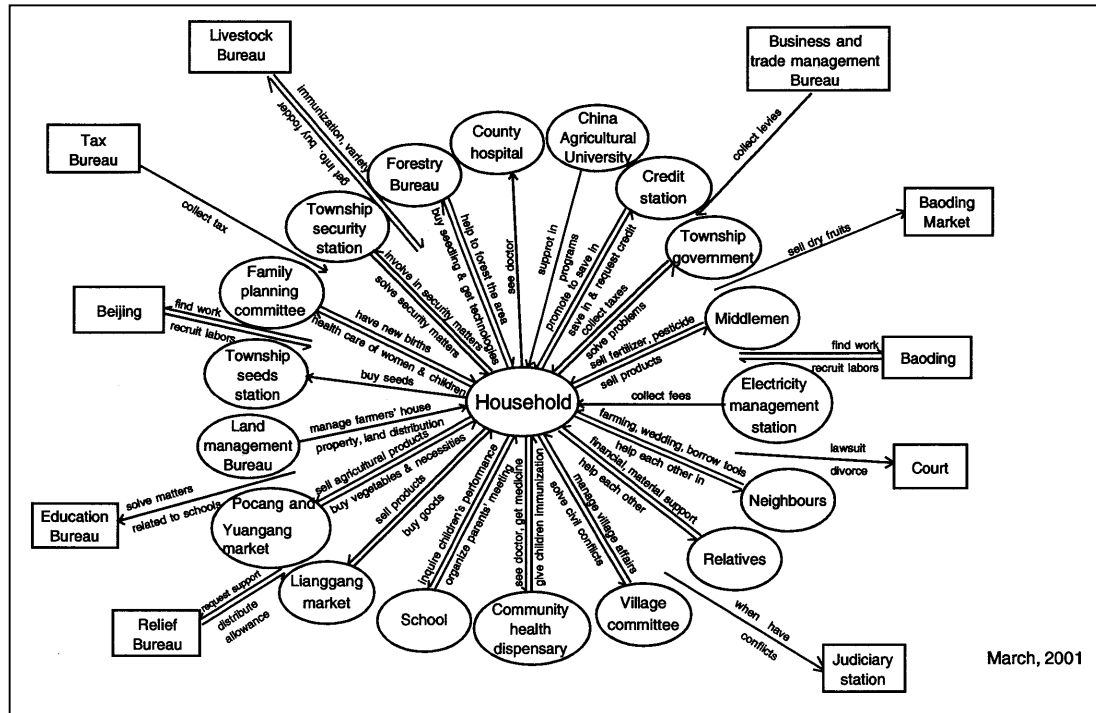 Livestock
Bureau
immunization, variety
get info. buy fodder
Business and
trade management
Bureau
collect levies
Tax
Bureau
collect tax
County
hospital
see doctor
China
Agricultural
University
supprot in
programs
Forestry
Bureau
help to forest the area
buy seedling & get technologies
Credit
station
promote to save in
save in & request credit
Township
security
station
involve in security matters
solve security matters
Township
government
collect taxes
solve problems
Baoding
Market
sell dry fruits
Family
planning
committee
have new births
health care of women & children
Beijing
find work
recruit labors
Middlemen
sell fertilizer, pesticide
sell products
Baoding
find work
recruit labors
Township
seeds
station
buy seeds
Household
Electricity
management
station
collect fees
Land
management
Bureau
manage farmers' house
property, land distribution
Court
lawsuit
divorce
Neighbours
farming, wedding, borrow tools
help each other in
Education
Bureau
solve matters
related to schools
Pocang and
Yuangang
market
sell agricultural products
buy vegetables & necessities
Relatives
financial, material support
help each other
Lianggang
market
sell products
buy goods
Relief
Bureau
request support
distribute
allowance
School
inquire children's performance
organize parents' meeting
Community
health
dispensary
see doctor, get medicine
give children immunization
Village
committee
manage village affairs
solve civil conflicts
Judiciary
station
when have
conflicts
March, 2001